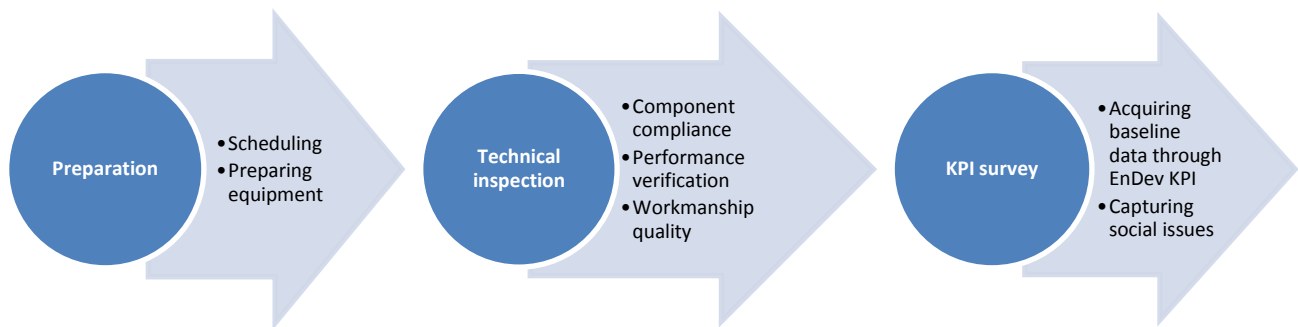 Preparation
•Scheduling
•Preparing
equipment
Technical
inspection
•Component
compliance
•Performance
verification
•Workmanship
quality
KPI survey
•Acquiring
baseline
data through
EnDev KPI
•Capturing
social issues